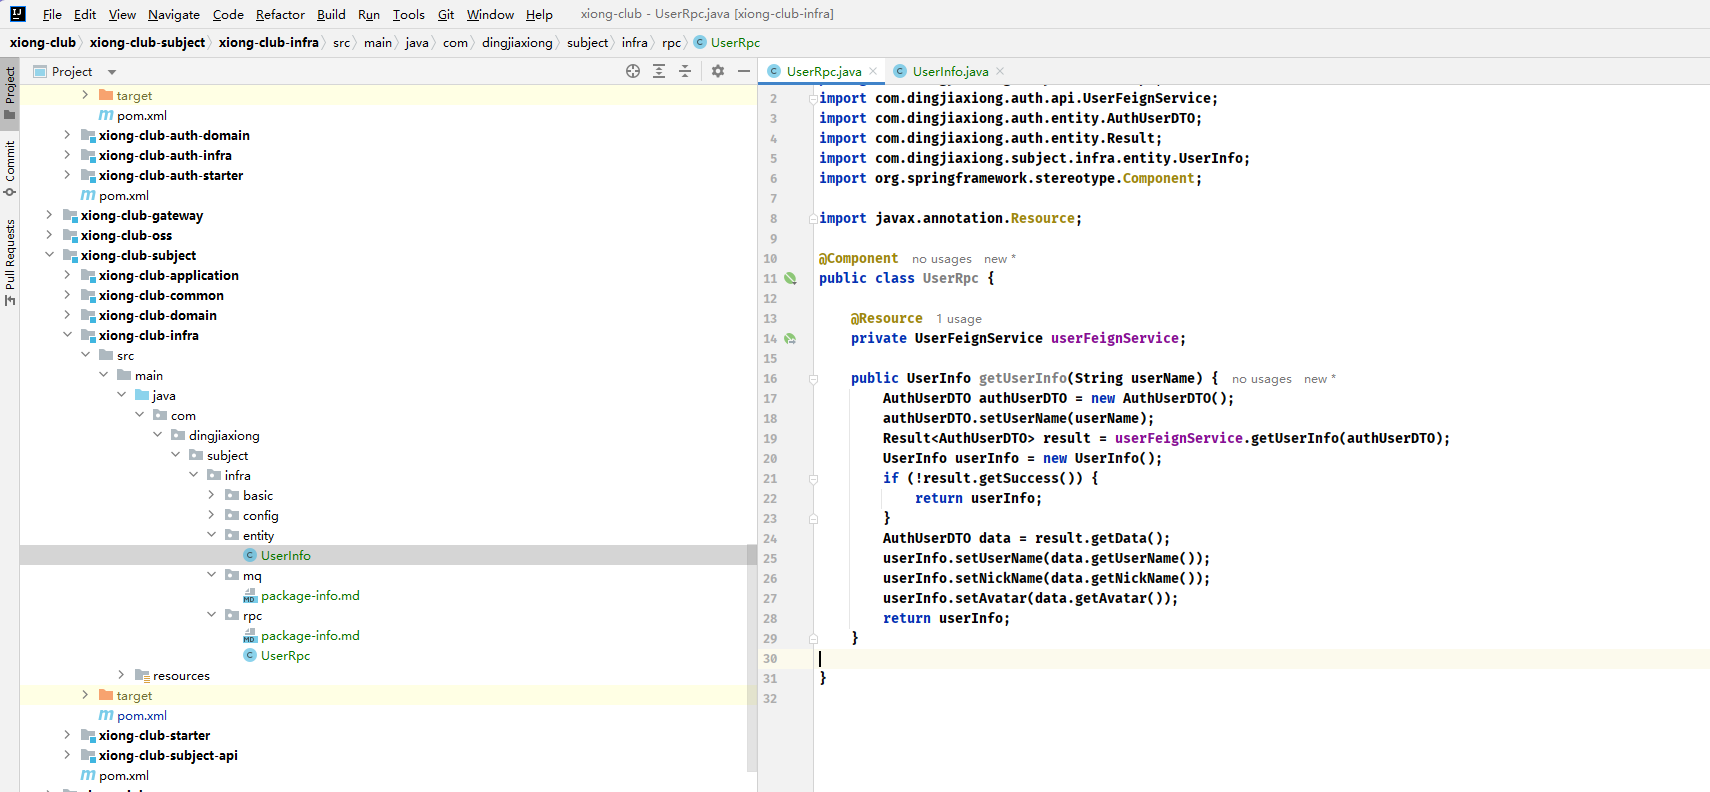 File Edit View Navigate Code Refactor Build Run Tools Git Window Help xiong-club - UserRpc.java [xiong-club-infra]
xiong-club xiong-club-subject xiong-club-infra src main java com dingjiaxiong subject infra rpc UserRpc
Project
Commit
Pull Requests
Project
target
pom.xml
xiong-club-auth-domain
xiong-club-auth-infra
xiong-club-auth-starter
pom.xml
xiong-club-gateway
xiong-club-oss
xiong-club-subject
xiong-club-application
xiong-club-common
xiong-club-domain
xiong-club-infra
src
main
java
com
dingjiaxiong
subject
infra
basic
config
entity
UserInfo
mq
package-info.md
rpc
package-info.md
UserRpc
resources
target
pom.xml
xiong-club-starter
xiong-club-subject-api
pom.xml
UserRpc.java UserInfo.java
2 import com.dingjiaxiong.auth.api.UserFeignService;
3 import com.dingjiaxiong.auth.entity.AuthUserDTO;
4 import com.dingjiaxiong.auth.entity.Result;
5 import com.dingjiaxiong.subject.infra.entity.UserInfo;
6 import org.springframework.stereotype.Component;
7
8 import javax.annotation.Resource;
9
10 @Component no usages new *
11 public class UserRpc {
12
13 @Resource 1 usage
14 private UserFeignService userFeignService;
15
16 public UserInfo getUserInfo(String userName) { no usages new *
17 AuthUserDTO authUserDTO = new AuthUserDTO();
18 authUserDTO.setUserName(userName);
19 Result<AuthUserDTO> result = userFeignService.getUserInfo(authUserDTO);
20 UserInfo userInfo = new UserInfo();
21 if (!result.getSuccess()) {
22 return userInfo;
23 }
24 AuthUserDTO data = result.getData();
25 userInfo.setUserName(data.getUserName());
26 userInfo.setNickName(data.getNickName());
27 userInfo.setAvatar(data.getAvatar());
28 return userInfo;
29 }
30
31 }
32